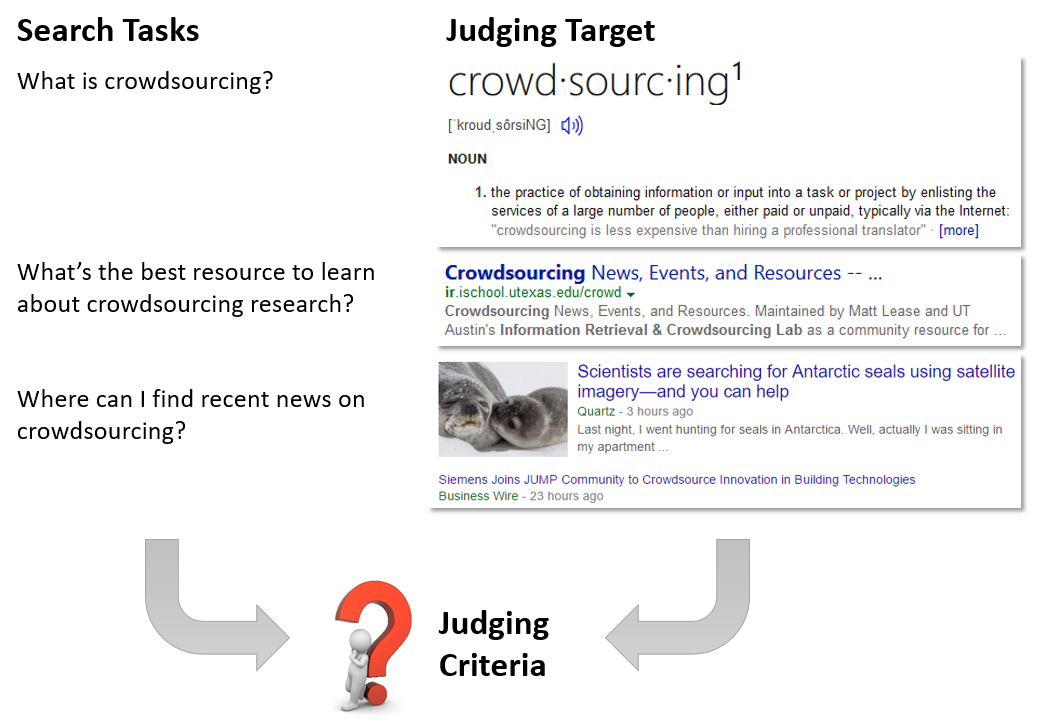 Search Tasks
Judging Target
What is crowdsourcing?
crowd·sourc·ing¹
[ˈkroudˌsôrsiNG]
NOUN
1. the practice of obtaining information or input into a task or project by enlisting the
services of a large number of people, either paid or unpaid, typically via the Internet:
"crowdsourcing is less expensive than hiring a professional translator" · [more]
What's the best resource to learn
about crowdsourcing research?
Crowdsourcing News, Events, and Resources -- ...
ir.ischool.utexas.edu/crowd
Crowdsourcing News, Events, and Resources. Maintained by Matt Lease and UT
Austin's Information Retrieval & Crowdsourcing Lab as a community resource for ...
Where can I find recent news on
crowdsourcing?
Scientists are searching for Antarctic seals using satellite
imagery—and you can help
Quartz - 3 hours ago
Last night, I went hunting for seals in Antarctica. Well, actually I was sitting in
my apartment ...
Siemens Joins JUMP Community to Crowdsource Innovation in Building Technologies
Business Wire - 23 hours ago
Judging
Criteria